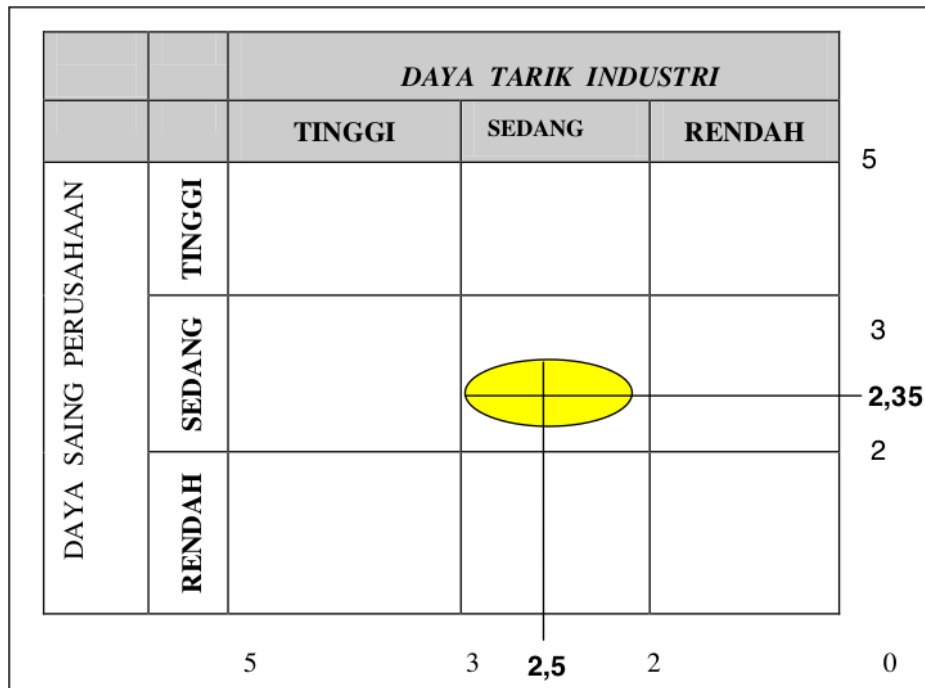 DAYA TARIK INDUSTRI
TINGGI SEDANG RENDAH
5
DAYA SAING PERUSAHAAN
TINGGI
SEDANG
3
2,35
2
RENDAH
5 3 2,5 2 0